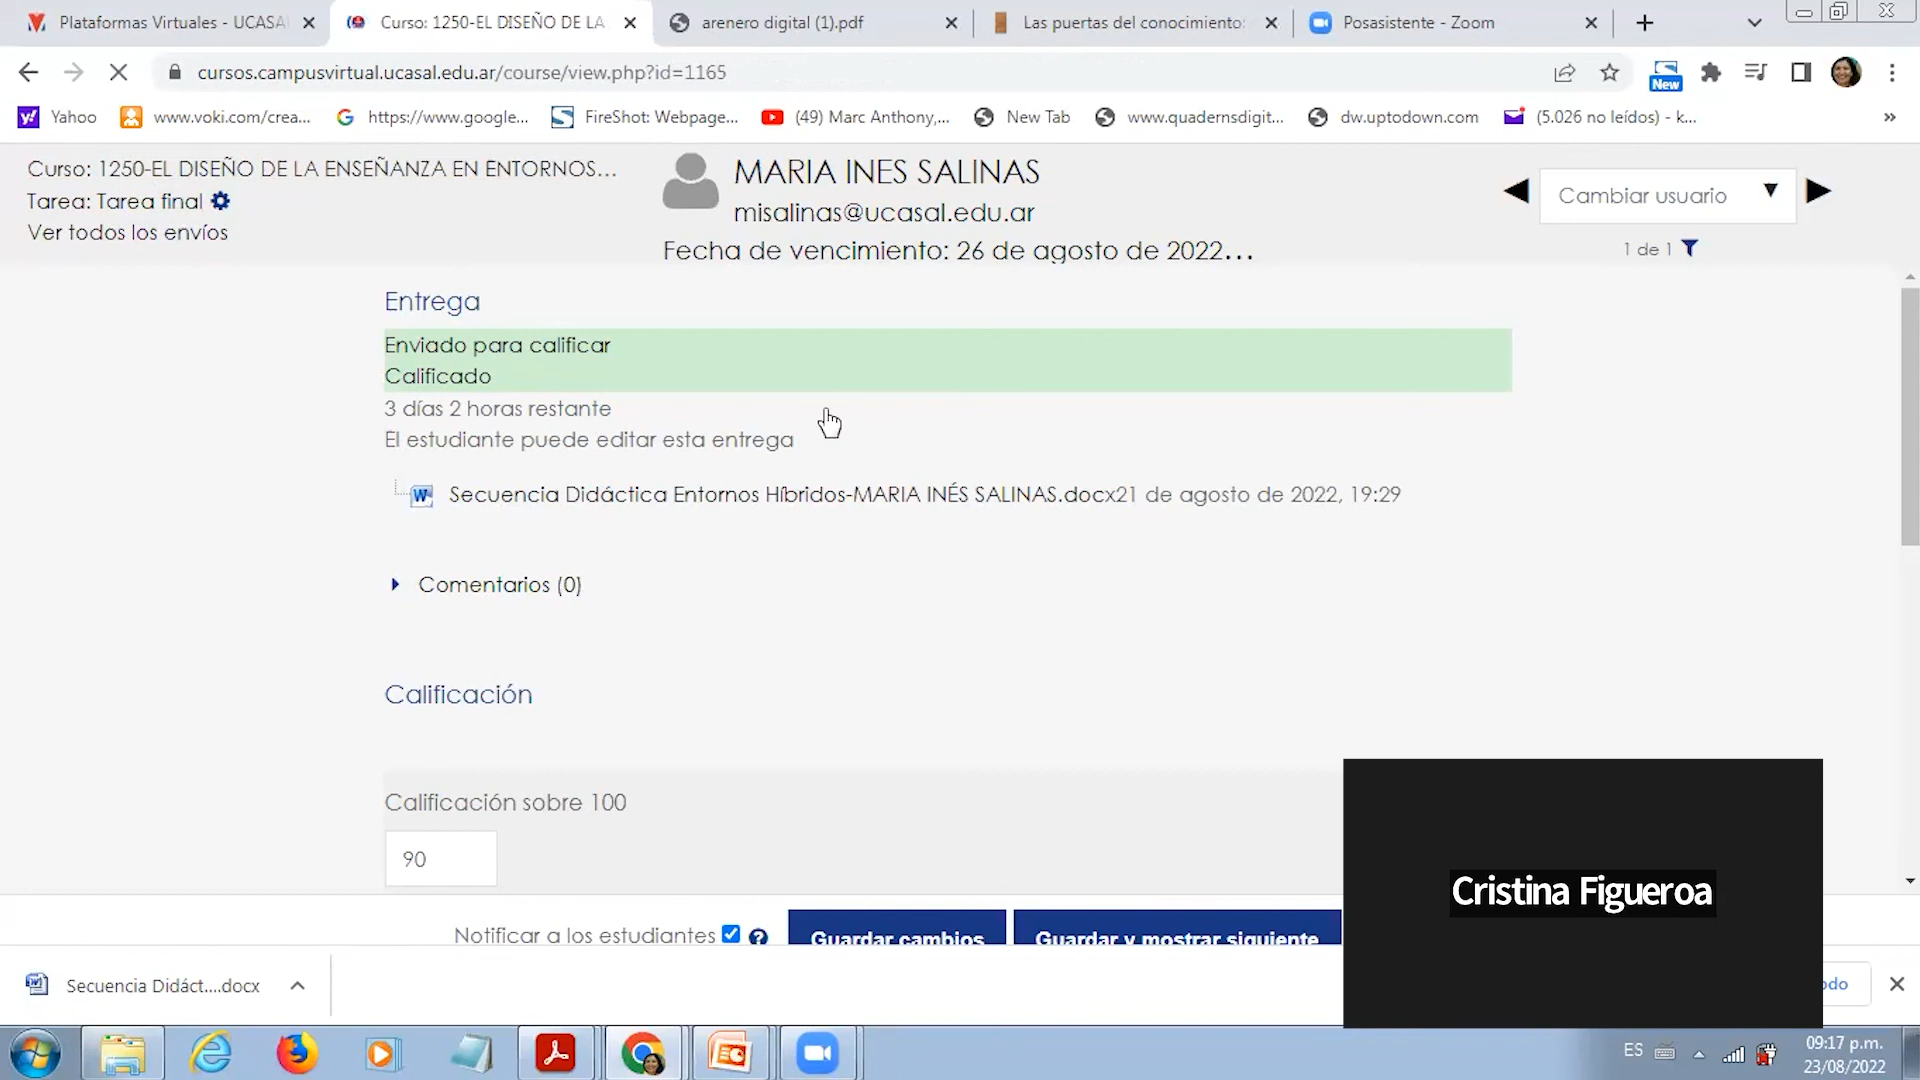 Plataformas Virtuales - UCASAL
Curso: 1250-EL DISEÑO DE LA
arenero digital (1).pdf
Las puertas del conocimiento:
Posasistente - Zoom
cursos.campusvirtual.ucasal.edu.ar/course/view.php?id=1165
New
Yahoo
www.voki.com/crea...
https://www.google...
FireShot: Webpage...
(49) Marc Anthony,...
New Tab
www.quadernsdigit...
dw.uptodown.com
(5.026 no leídos) - k...
»
Curso: 1250-EL DISEÑO DE LA ENSEÑANZA EN ENTORNOS...
Tarea: Tarea final
Ver todos los envíos
MARIA INES SALINAS
misalinas@ucasal.edu.ar
Fecha de vencimiento: 26 de agosto de 2022...
Cambiar usuario
1 de 1
Entrega
Enviado para calificar
Calificado
3 días 2 horas restante
El estudiante puede editar esta entrega
Secuencia Didáctica Entornos Híbridos-MARIA INÉS SALINAS.docx21 de agosto de 2022, 19:29
Comentarios (0)
Calificación
Calificación sobre 100
90
Notificar a los estudiantes
Guardar cambios
Guardar y mostrar siguiente
Cristina Figueroa
Secuencia Didáct....docx
ES
09:17 p.m.
23/08/2022